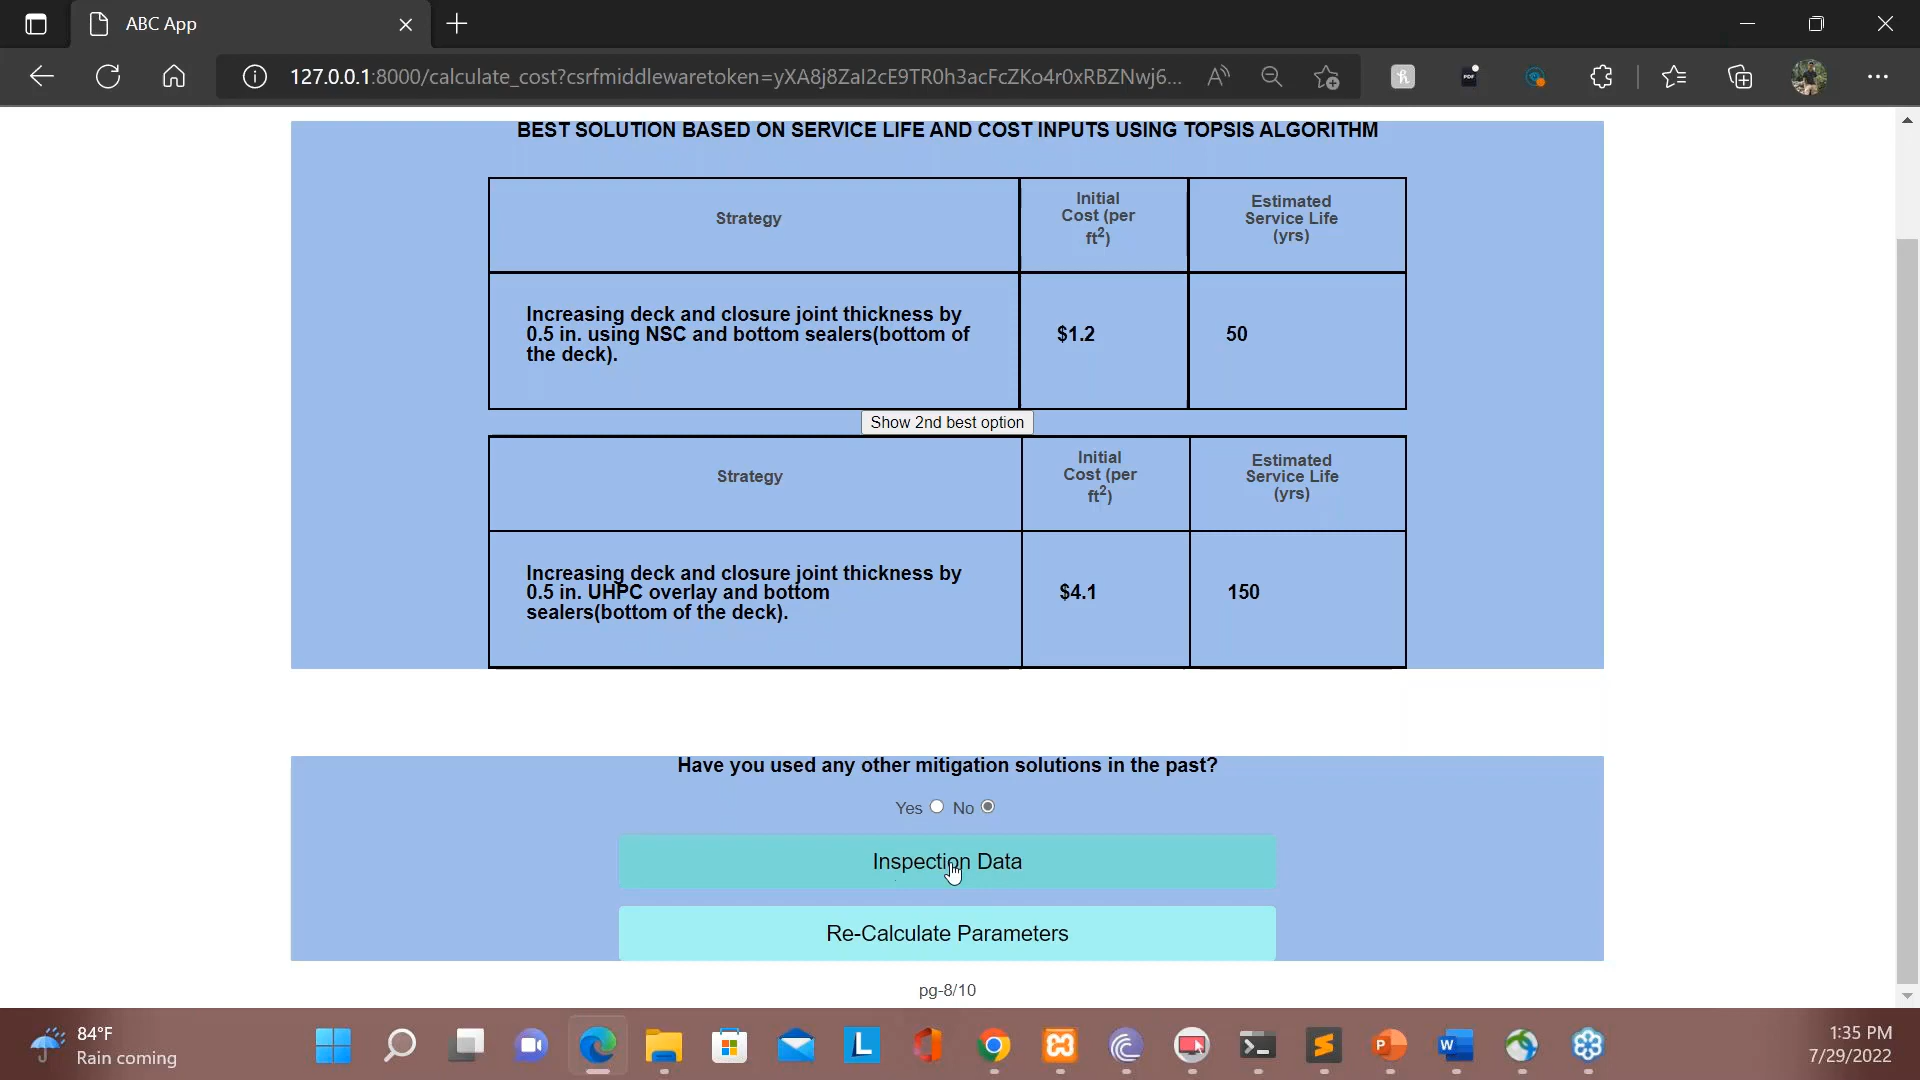 ABC App
127.0.0.1:8000/calculate_cost?csrfmiddlewaretoken=yXA8j8Zal2cE9TR0h3acFcZKo4r0xRBZNwj6...
BEST SOLUTION BASED ON SERVICE LIFE AND COST INPUTS USING TOPSIS ALGORITHM
Strategy
Initial
Cost (per
ft²)
Estimated
Service Life
(yrs)
Increasing deck and closure joint thickness by
0.5 in. using NSC and bottom sealers(bottom of
the deck).
$1.2
50
Show 2nd best option
Strategy
Initial
Cost (per
ft²)
Estimated
Service Life
(yrs)
Increasing deck and closure joint thickness by
0.5 in. UHPC overlay and bottom
sealers(bottom of the deck).
$4.1
150
Have you used any other mitigation solutions in the past?
Yes No
Inspection Data
Re-Calculate Parameters
pg-8/10
84°F
Rain coming
1:35 PM
7/29/2022